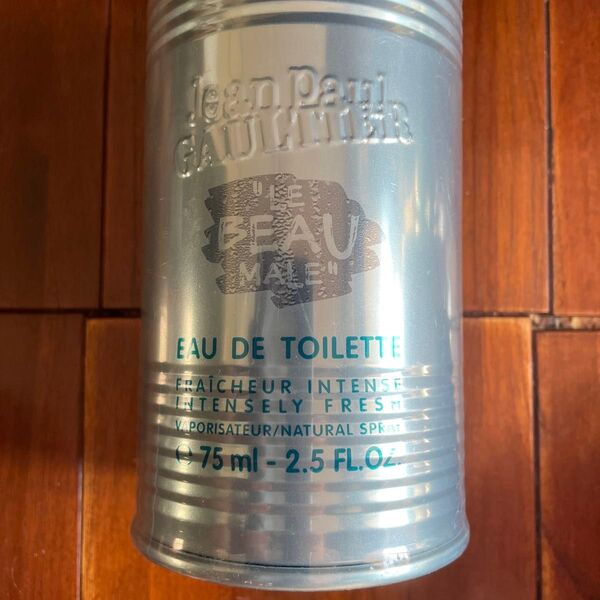 Jean Paul
GAULTIER
"LE
BEAU
MALE"
EAU DE TOILETTE
FRAÎCHEUR INTENSE
INTENSELY FRESH
VAPORISATEUR/NATURAL SPRAY
℮ 75 ml - 2.5 FL.OZ.